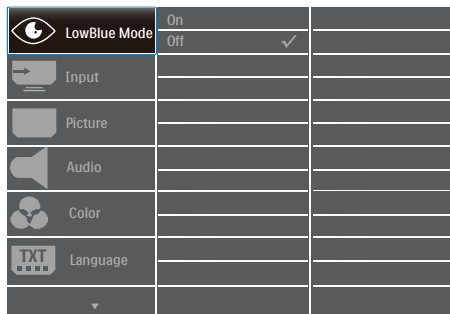 LowBlue Mode
On
Off
Input
Picture
Audio
Color
TXT
Language